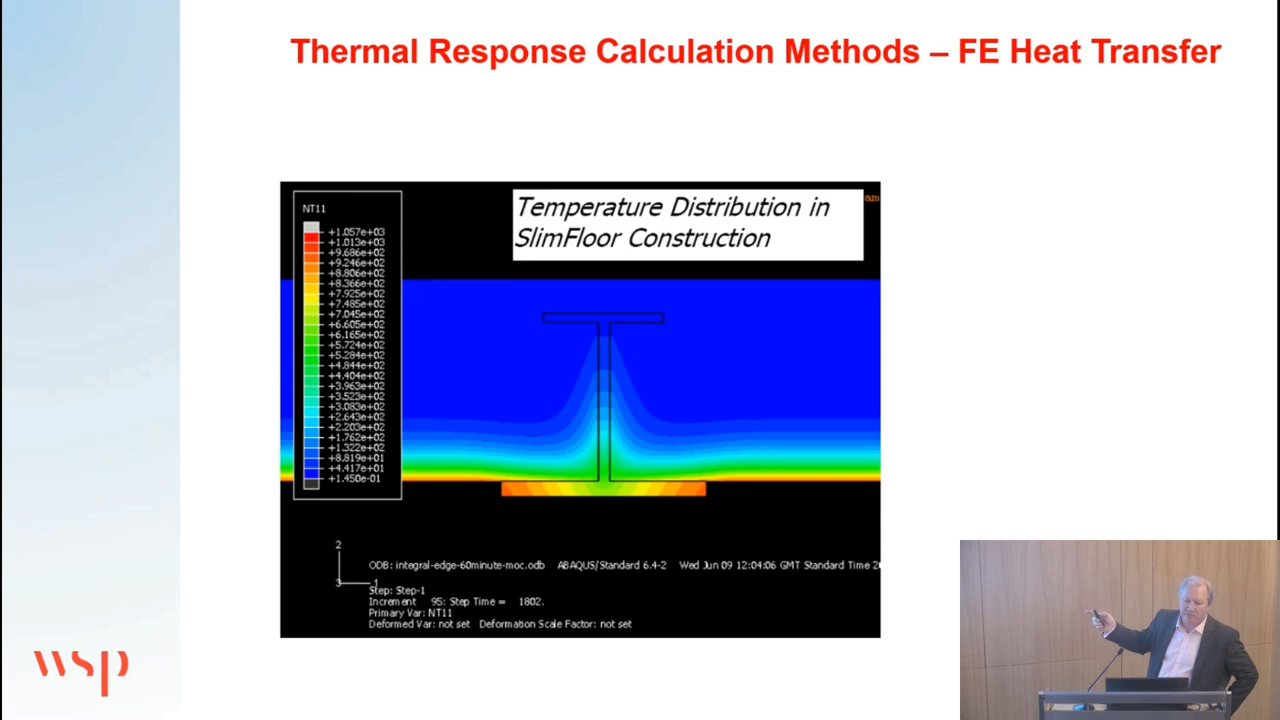 Thermal Response Calculation Methods – FE Heat Transfer
Temperature Distribution in
SlimFloor Construction
NT11
+1.057e+03
+1.013e+03
+9.686e+02
+9.246e+02
+8.806e+02
+8.366e+02
+7.925e+02
+7.485e+02
+7.045e+02
+6.605e+02
+6.165e+02
+5.724e+02
+5.284e+02
+4.844e+02
+4.404e+02
+3.963e+02
+3.523e+02
+3.083e+02
+2.643e+02
+2.203e+02
+1.762e+02
+1.322e+02
+8.819e+01
+4.417e+01
+1.450e-01
2
3
1
ODB: integral-edge-60minute-moc.odb ABAQUS/Standard 6.4-2 Wed Jun 09 12:04:06 GMT Standard Time 2
Step: Step-1
Increment 95: Step Time = 1802.
Primary Var: NT11
Deformed Var: not set Deformation Scale Factor: not set
wsp